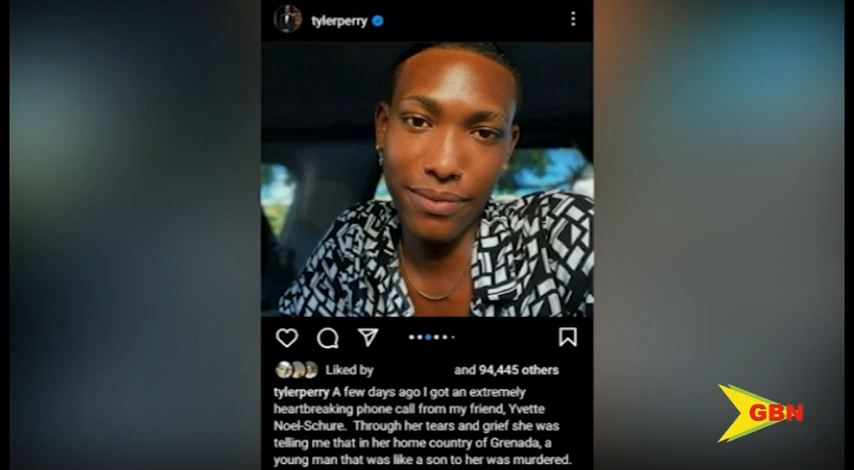 tylerperry
Liked by and 94,445 others
tylerperry A few days ago I got an extremely
heartbreaking phone call from my friend, Yvette
Noel-Schure. Through her tears and grief she was
telling me that in her home country of Grenada, a
young man that was like a son to her was murdered.
GBN